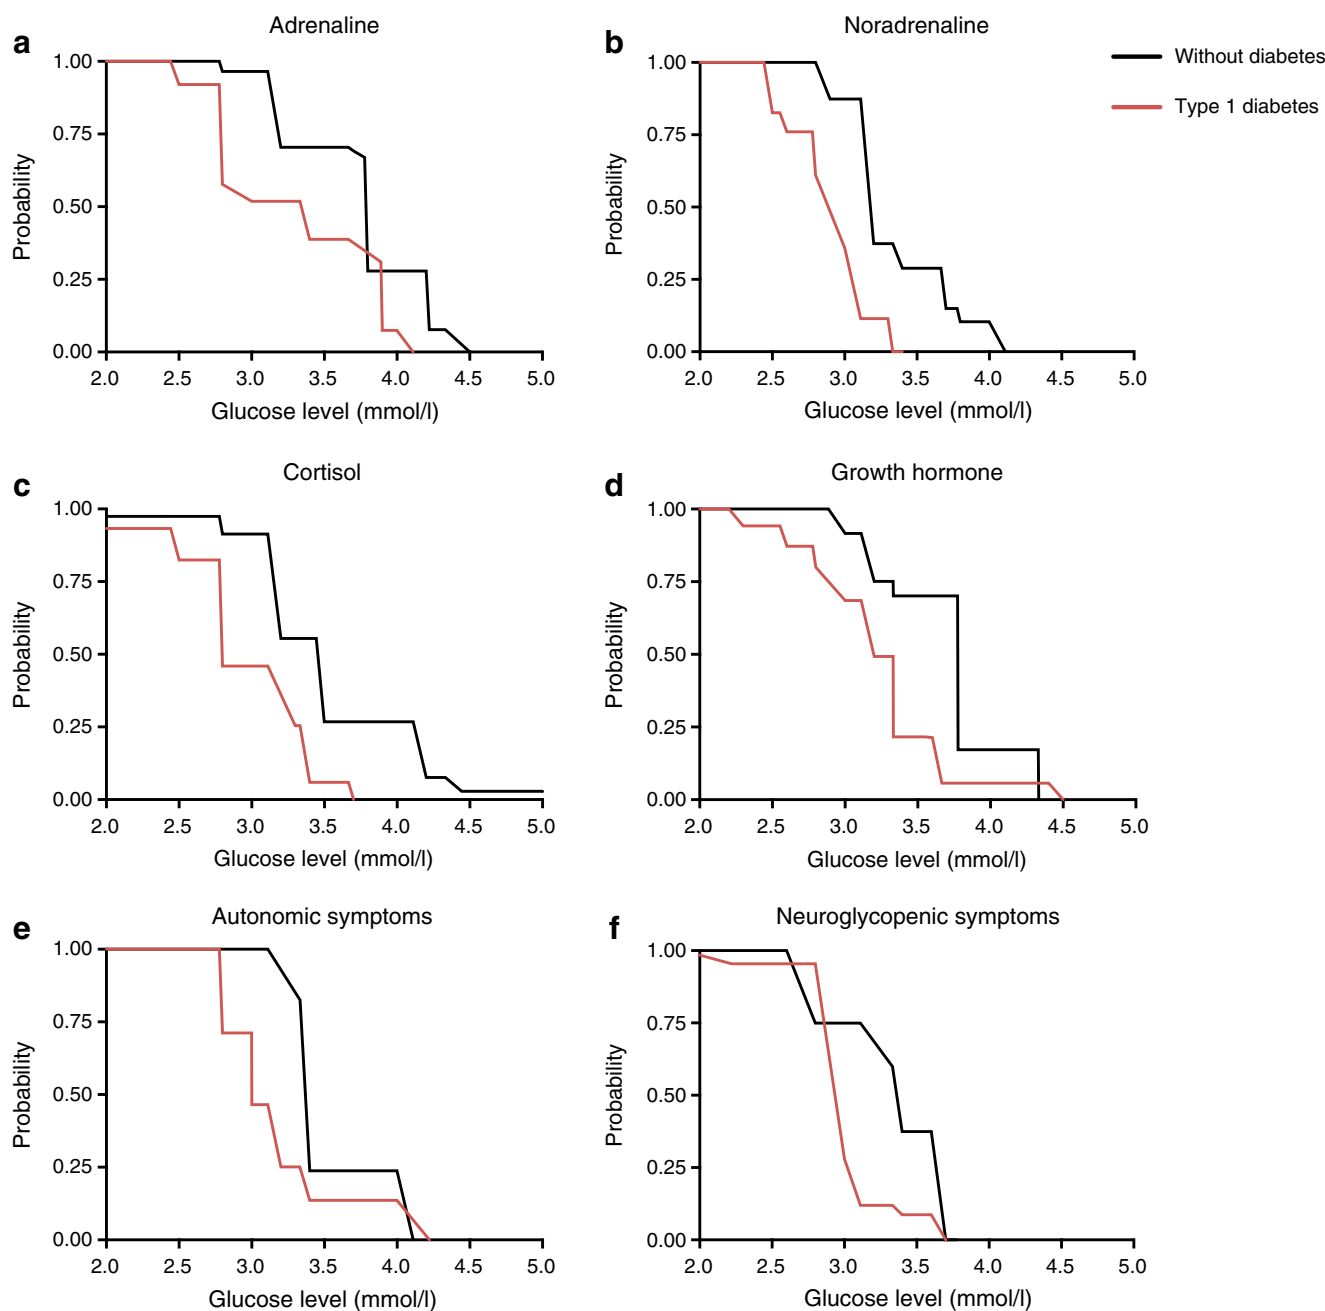 a
Adrenaline
1.00
0.75
0.50
0.25
0.00
Probability
2.0 2.5 3.0 3.5 4.0 4.5 5.0
Glucose level (mmol/l)
b
Noradrenaline
1.00
0.75
0.50
0.25
0.00
Probability
2.0 2.5 3.0 3.5 4.0 4.5 5.0
Glucose level (mmol/l)
Without diabetes
Type 1 diabetes
c
Cortisol
1.00
0.75
0.50
0.25
0.00
Probability
2.0 2.5 3.0 3.5 4.0 4.5 5.0
Glucose level (mmol/l)
d
Growth hormone
1.00
0.75
0.50
0.25
0.00
Probability
2.0 2.5 3.0 3.5 4.0 4.5 5.0
Glucose level (mmol/l)
e
Autonomic symptoms
1.00
0.75
0.50
0.25
0.00
Probability
2.0 2.5 3.0 3.5 4.0 4.5 5.0
Glucose level (mmol/l)
f
Neuroglycopenic symptoms
1.00
0.75
0.50
0.25
0.00
Probability
2.0 2.5 3.0 3.5 4.0 4.5 5.0
Glucose level (mmol/l)